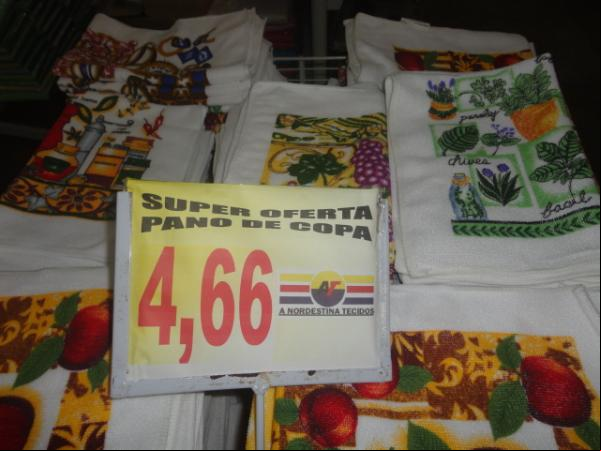 SUPER OFERTA
PANO DE COPA
4,66
A NORDESTINA TECIDOS
parsley
chives
basil